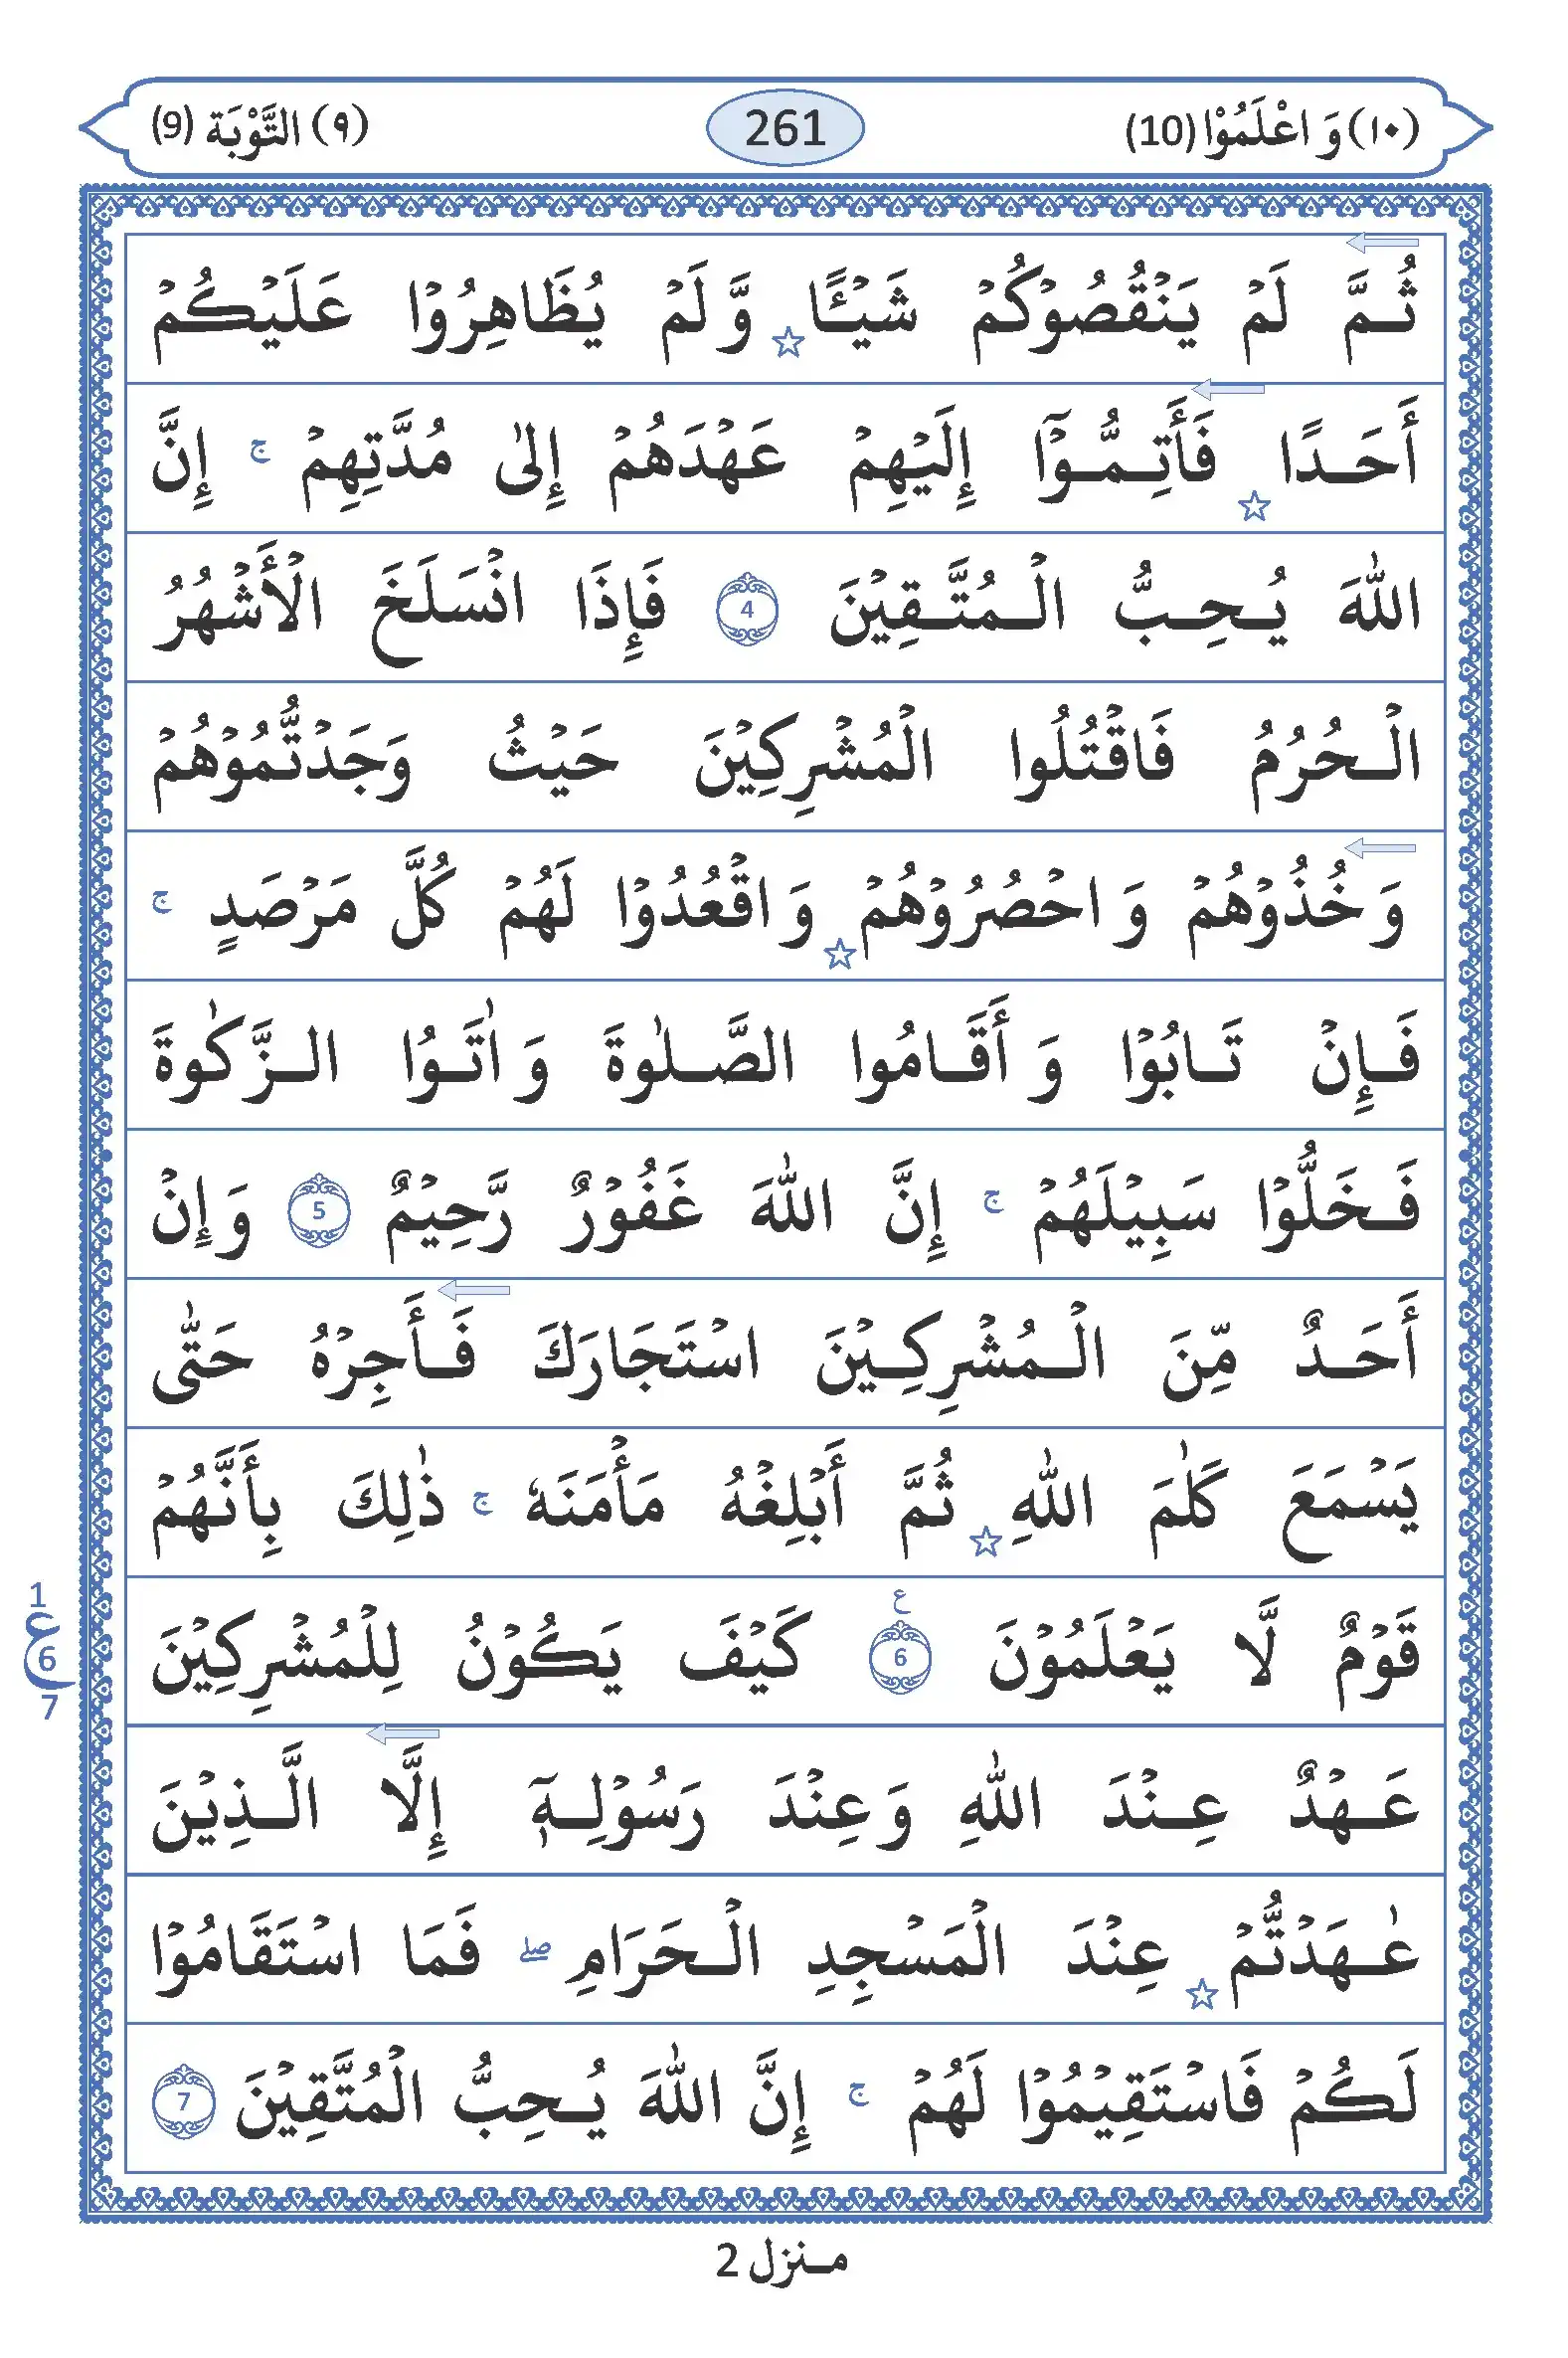 (١٠) وَ اعْلَمُوْا (10) 261 (٩) التَّوْبَة (9)
ثُمَّ لَمْ يَنْقُصُوْكُمْ شَيْـًٔا ☆ وَّ لَمْ يُظَاهِرُوْا عَلَيْكُمْ
أَحَدًا ☆ فَأَتِمُّوْٓا إِلَيْهِمْ عَهْدَهُمْ إِلىٰ مُدَّتِهِمْ ج إِنَّ
اللّٰهَ يُحِبُّ الْمُتَّقِيْنَ 4 فَإِذَا انْسَلَخَ الْأَشْهُرُ
الْحُرُمُ فَاقْتُلُوا الْمُشْرِكِيْنَ حَيْثُ وَجَدْتُّمُوْهُمْ
وَ خُذُوْهُمْ وَ احْصُرُوْهُمْ ☆ وَ اقْعُدُوْا لَهُمْ كُلَّ مَرْصَدٍ ج
فَإِنْ تَابُوْا وَ أَقَامُوا الصَّلٰوةَ وَ اٰتَوُا الزَّكٰوةَ
فَخَلُّوْا سَبِيْلَهُمْ ج إِنَّ اللّٰهَ غَفُوْرٌ رَّحِيْمٌ 5 وَ إِنْ
أَحَدٌ مِّنَ الْمُشْرِكِيْنَ اسْتَجَارَكَ فَأَجِرْهُ حَتّٰى
يَسْمَعَ كَلٰمَ اللّٰهِ ☆ ثُمَّ أَبْلِغْهُ مَأْمَنَهٗ ج ذٰلِكَ بِأَنَّهُمْ
قَوْمٌ لَّا يَعْلَمُوْنَ ع 6 كَيْفَ يَكُوْنُ لِلْمُشْرِكِيْنَ
1 ع 6 7
عَهْدٌ عِنْدَ اللّٰهِ وَ عِنْدَ رَسُوْلِهٖٓ إِلَّا الَّذِيْنَ
عٰهَدْتُّمْ ☆ عِنْدَ الْمَسْجِدِ الْحَرَامِ صلے فَمَا اسْتَقَامُوْا
لَكُمْ فَاسْتَقِيْمُوْا لَهُمْ ج إِنَّ اللّٰهَ يُحِبُّ الْمُتَّقِيْنَ 7
منزل 2